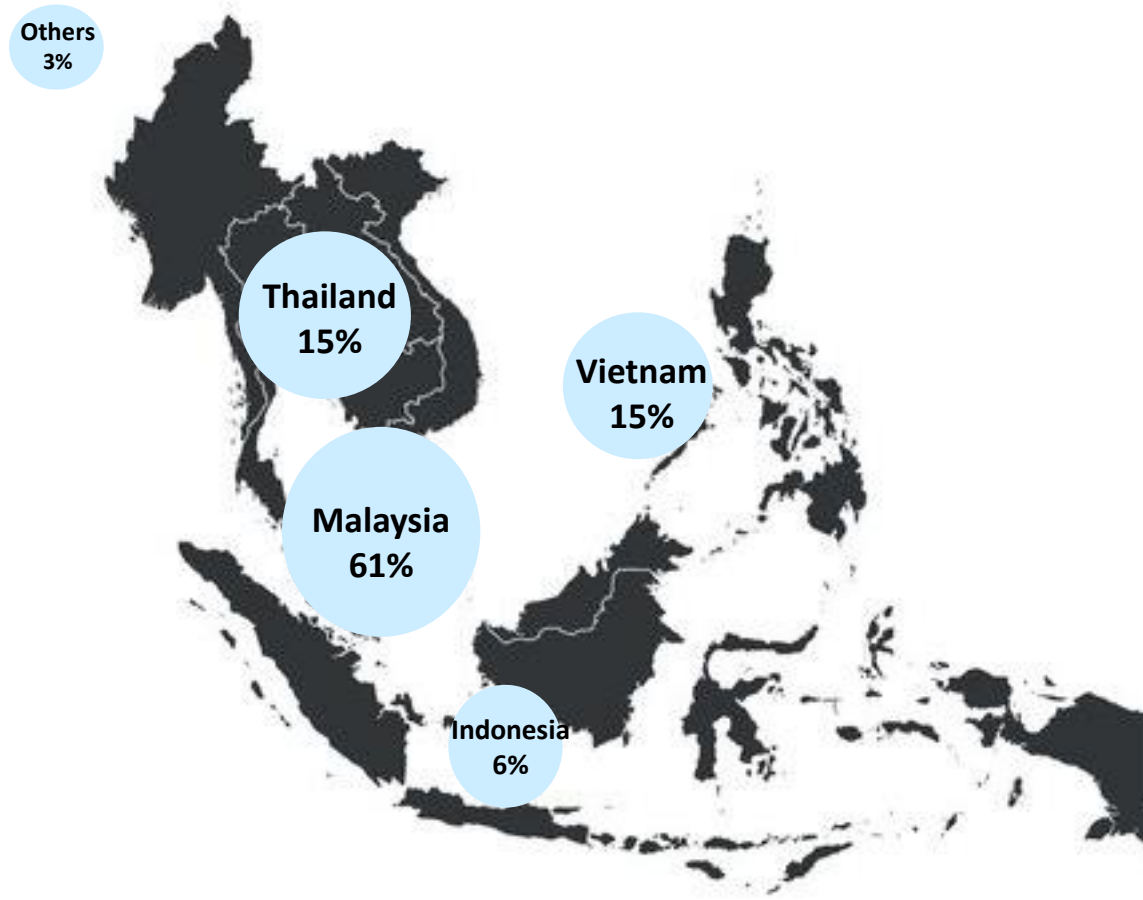 Others
3%
Thailand
15%
Vietnam
15%
Malaysia
61%
Indonesia
6%